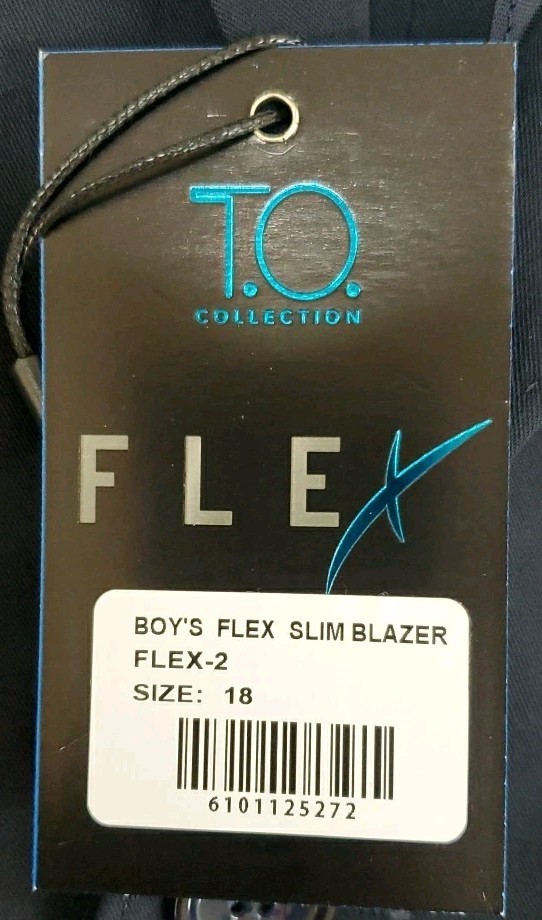 T.O.
COLLECTION
FLEX
BOY'S FLEX SLIM BLAZER
FLEX-2
SIZE: 18
6101125272